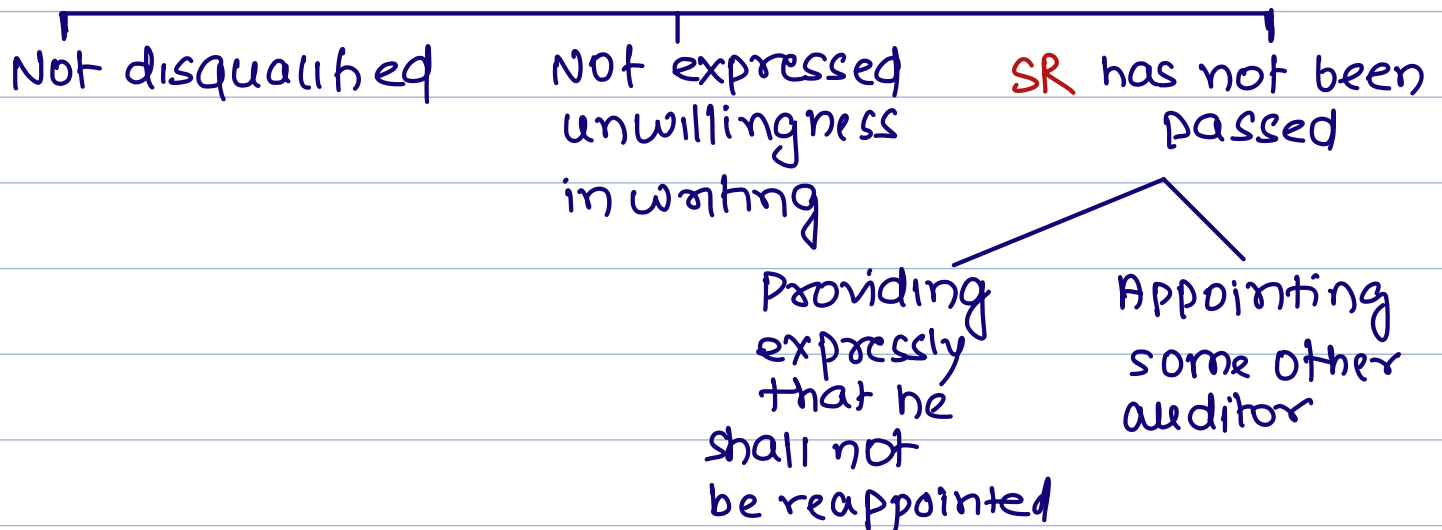 Not disqualified
Not expressed
unwillingness
in writing
SR has not been
passed
Providing
expressly
that he
shall not
be reappointed
Appointing
some other
auditor